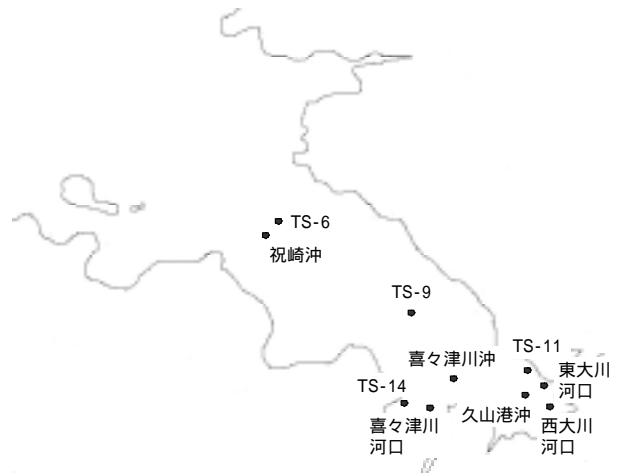 TS-6
祝崎沖
TS-9
喜々津川沖
TS-11
東大川
河口
TS-14
久山港沖
喜々津川
河口
西大川
河口